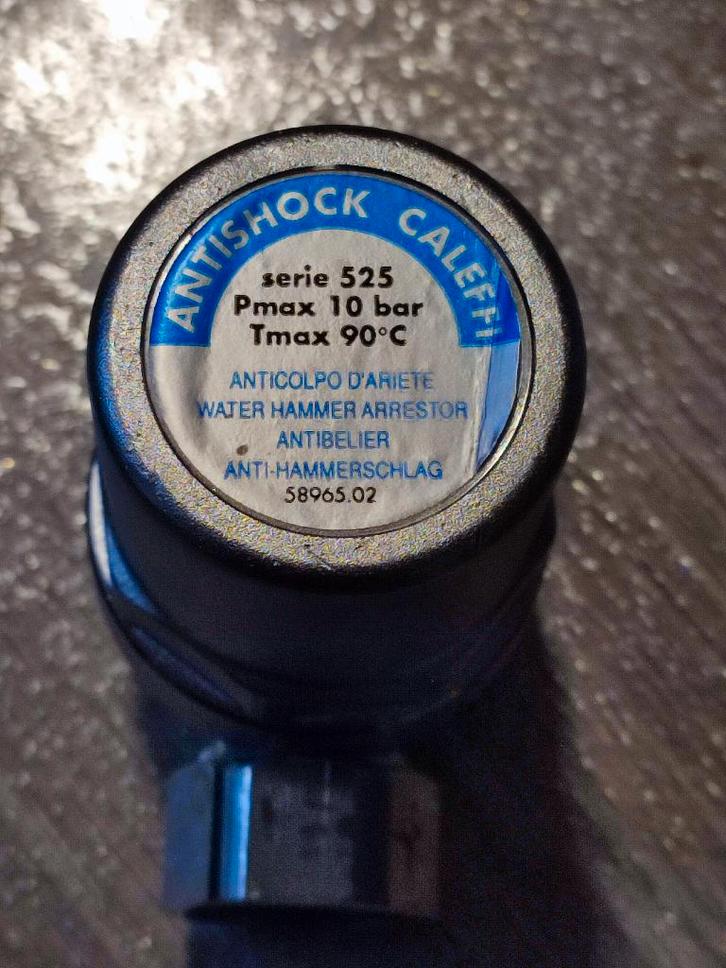 ANTISHOCK CALEFFI
serie 525
Pmax 10 bar
Tmax 90°C
ANTICOLPO D'ARIETE
WATER HAMMER ARRESTOR
ANTIBELIER
ANTI-HAMMERSCHLAG
58965.02